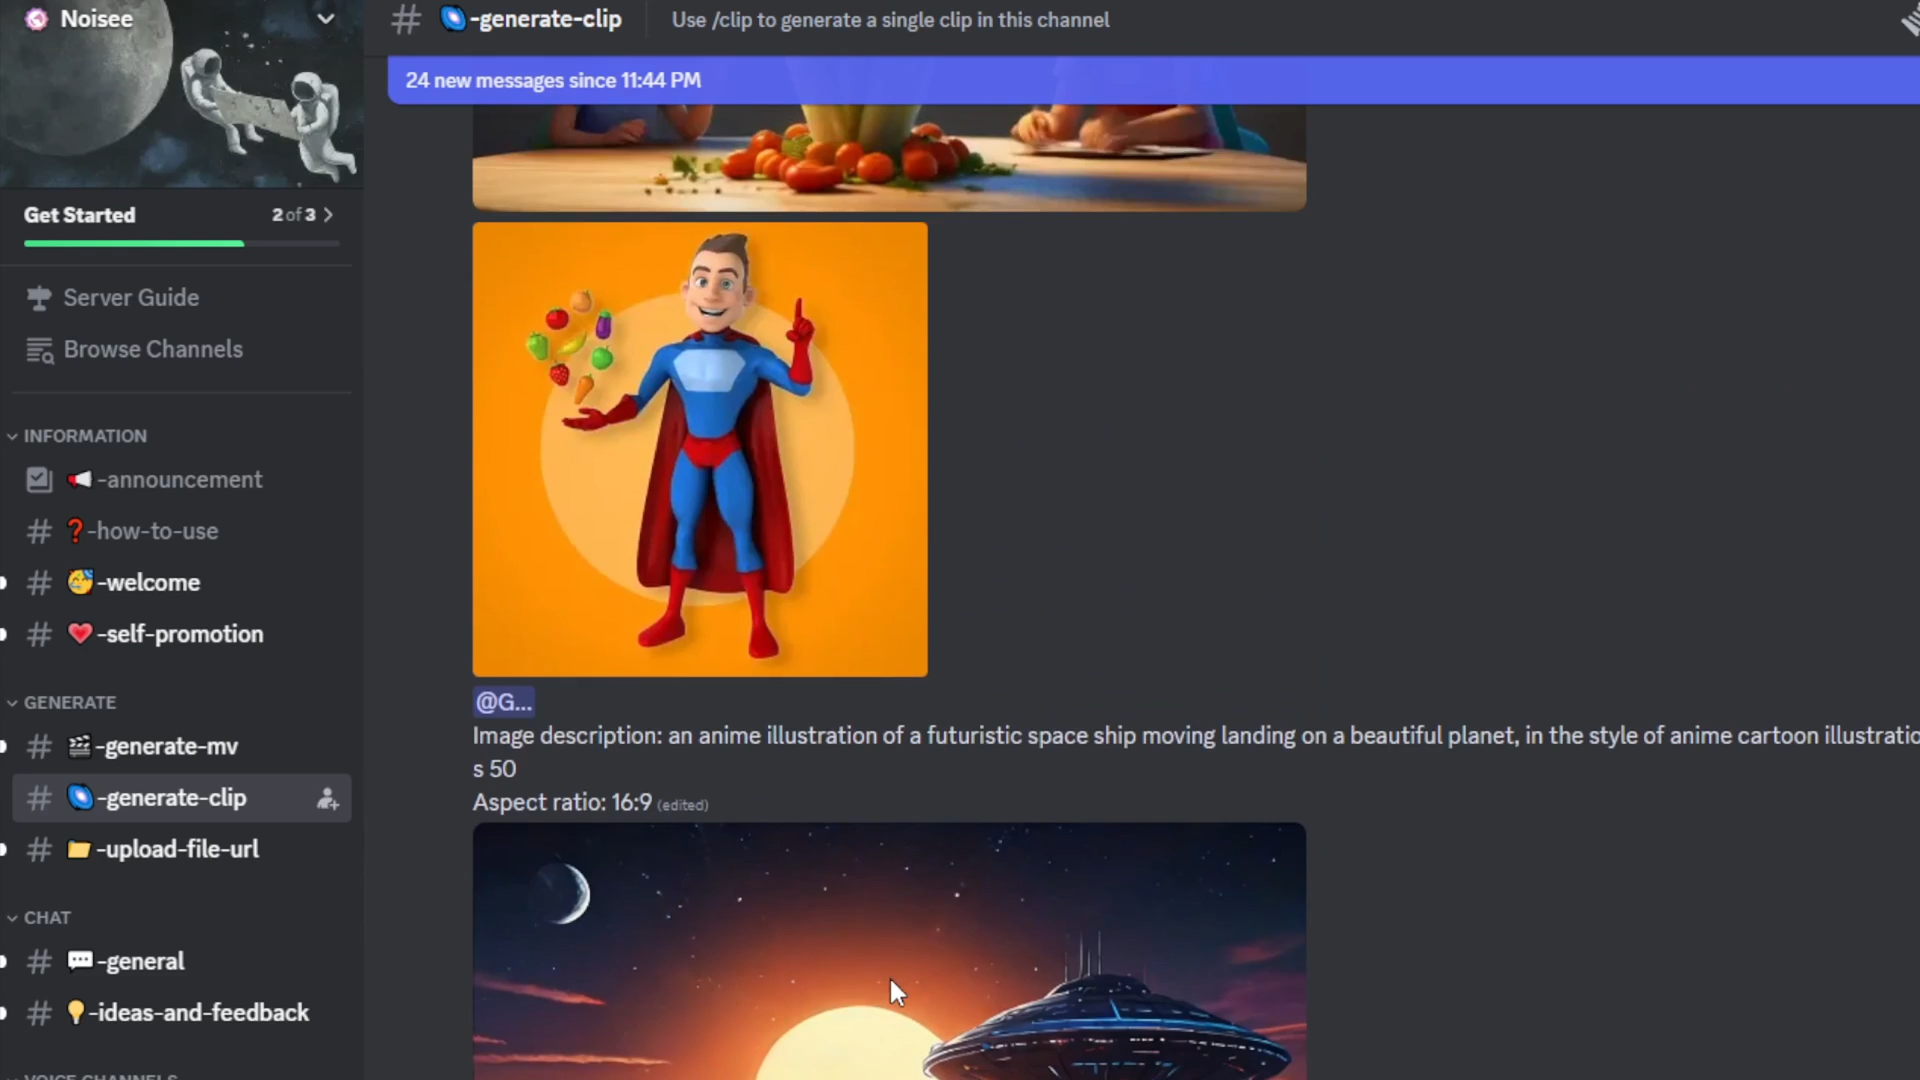 Noisee
Get Started
2 of 3
Server Guide
Browse Channels
INFORMATION
-announcement
-how-to-use
-welcome
-self-promotion
GENERATE
-generate-mv
-generate-clip
-upload-file-url
CHAT
-general
-ideas-and-feedback
VOICE CHANNELS
-generate-clip
Use /clip to generate a single clip in this channel
24 new messages since 11:44 PM
@G...
Image description: an anime illustration of a futuristic space ship moving landing on a beautiful planet, in the style of anime cartoon illustratio
s 50
Aspect ratio: 16:9 (edited)